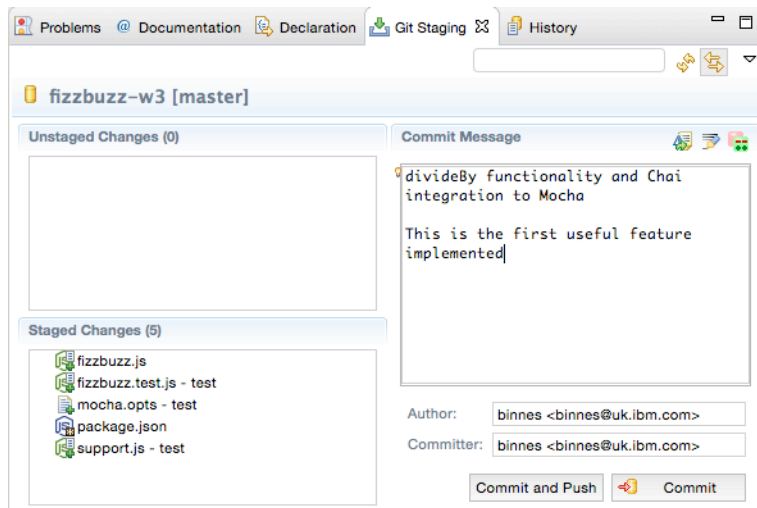 Problems @ Documentation Declaration Git Staging History
fizzbuzz-w3 [master]
Unstaged Changes (0)
Commit Message
divideBy functionality and Chai
integration to Mocha
This is the first useful feature
implemented
Staged Changes (5)
fizzbuzz.js
fizzbuzz.test.js - test
mocha.opts - test
package.json
support.js - test
Author: binnes <binnes@uk.ibm.com>
Committer: binnes <binnes@uk.ibm.com>
Commit and Push Commit